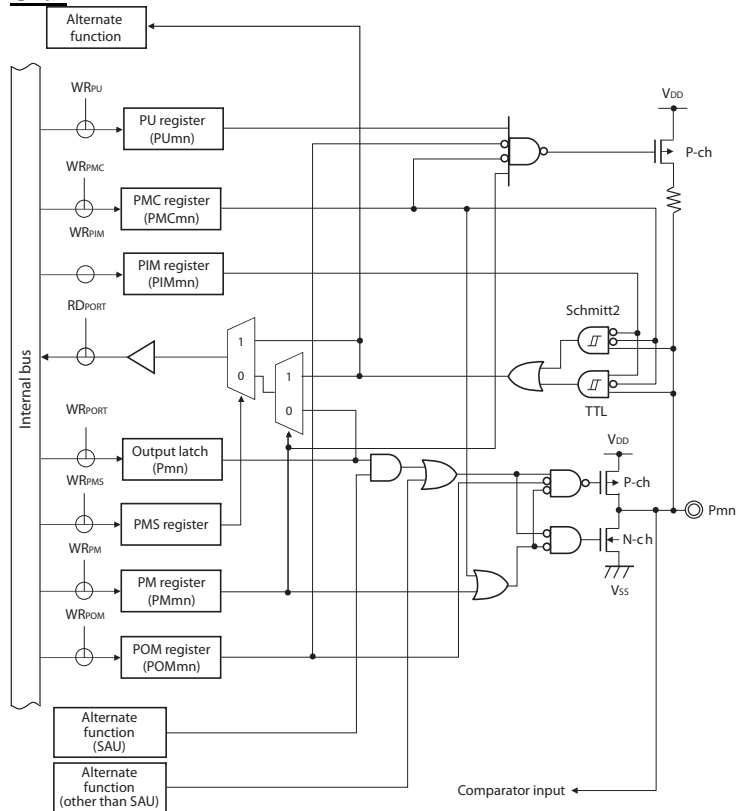 Alternate
function
WRPU
PU register
(PUmn)
VDD
P-ch
WRPMC
PMC register
(PMCmn)
WRPIM
PIM register
(PIMmn)
RDPORT
Schmitt2
1
0
1
0
TTL
Internal bus
WRPORT
Output latch
(Pmn)
VDD
P-ch
WRPMS
PMS register
Pmn
N-ch
VSS
WRPM
PM register
(PMmn)
WRPOM
POM register
(POMmn)
Alternate
function
(SAU)
Alternate
function
(other than SAU)
Comparator input